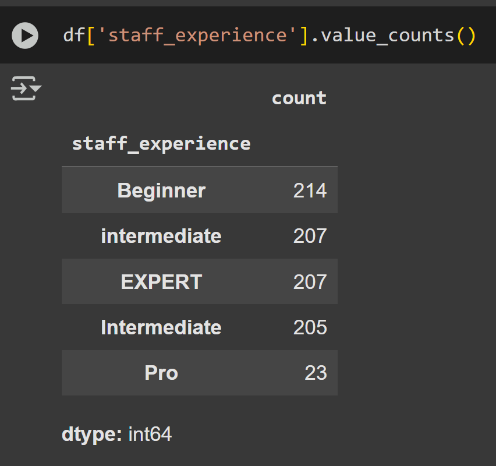 df['staff_experience'].value_counts()
count
staff_experience
Beginner 214
intermediate 207
EXPERT 207
Intermediate 205
Pro 23
dtype: int64